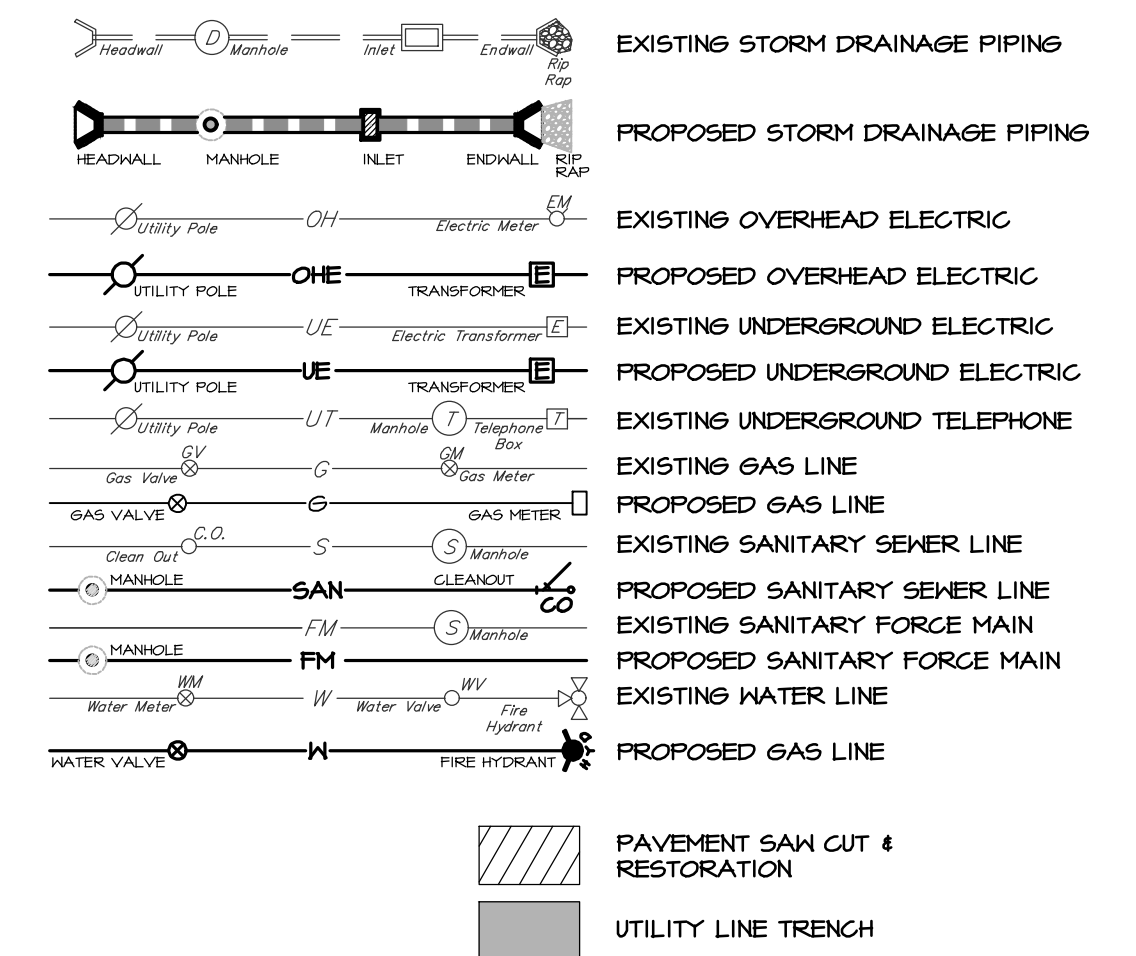 Headwall D Manhole Inlet Endwall Rip Rap EXISTING STORM DRAINAGE PIPING
PROPOSED STORM DRAINAGE PIPING
HEADWALL MANHOLE INLET ENDWALL RIP RAP
EM
Utility Pole OH Electric Meter EXISTING OVERHEAD ELECTRIC
OHE E PROPOSED OVERHEAD ELECTRIC
UTILITY POLE TRANSFORMER
Utility Pole UE Electric Transformer E EXISTING UNDERGROUND ELECTRIC
UE E PROPOSED UNDERGROUND ELECTRIC
UTILITY POLE TRANSFORMER
Utility Pole UT Manhole T Telephone Box T EXISTING UNDERGROUND TELEPHONE
GV GM
Gas Valve G Gas Meter EXISTING GAS LINE
G PROPOSED GAS LINE
GAS VALVE GAS METER
C.O.
Clean Out S S Manhole EXISTING SANITARY SEWER LINE
MANHOLE CLEANOUT
SAN CO PROPOSED SANITARY SEWER LINE
FM S Manhole EXISTING SANITARY FORCE MAIN
MANHOLE
FM PROPOSED SANITARY FORCE MAIN
WM WV
Water Meter W Water Valve Fire Hydrant EXISTING WATER LINE
W HYD PROPOSED GAS LINE
WATER VALVE FIRE HYDRANT
PAVEMENT SAW CUT &
RESTORATION
UTILITY LINE TRENCH